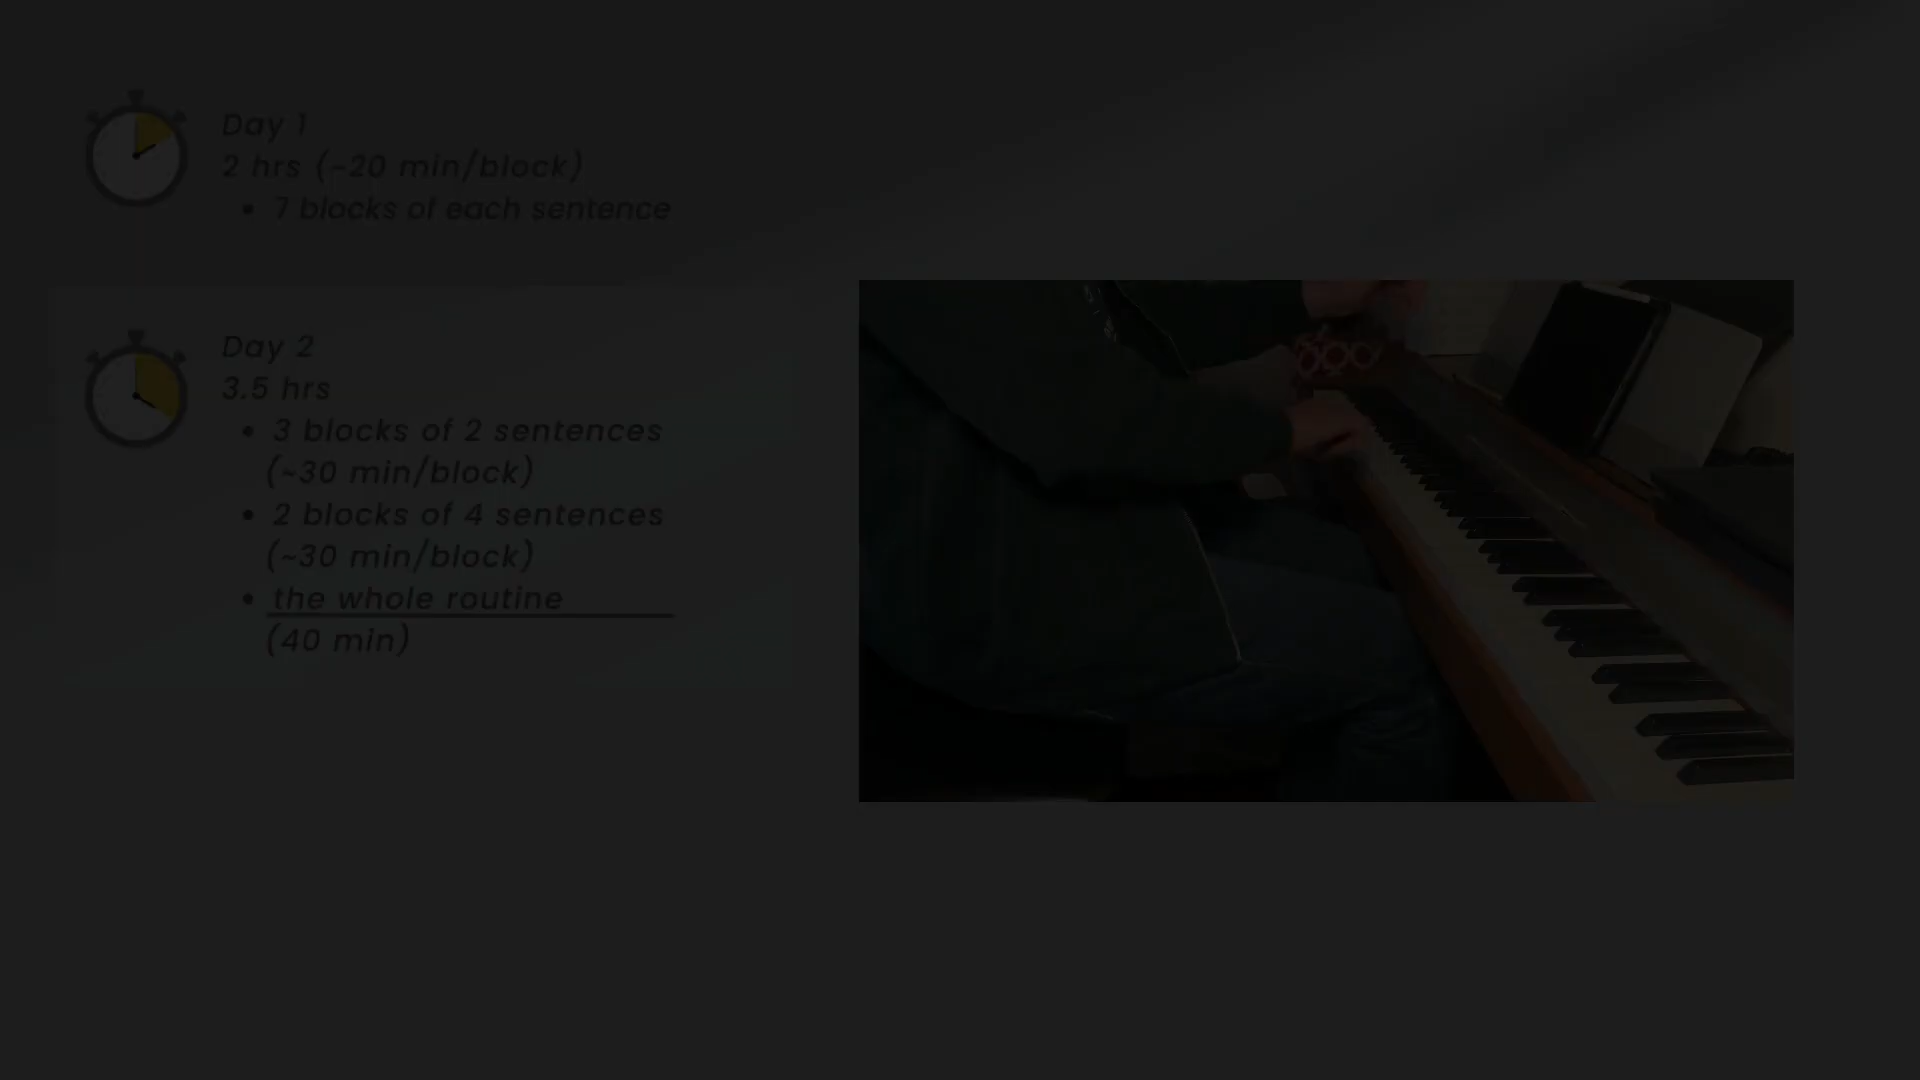 Day 1
2 hrs (~20 min/block)
• 7 blocks of each sentence
Day 2
3.5 hrs
• 3 blocks of 2 sentences
(~30 min/block)
• 2 blocks of 4 sentences
(~30 min/block)
• the whole routine
(40 min)